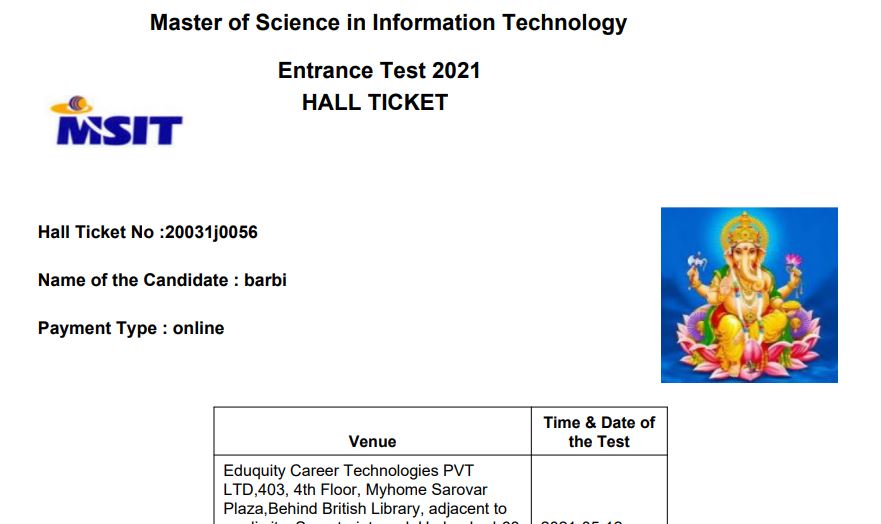 Master of Science in Information Technology
Entrance Test 2021
HALL TICKET
MSIT
Hall Ticket No :20031j0056
Name of the Candidate : barbi
Payment Type : online
Venue
Time & Date of
the Test
Eduquity Career Technologies PVT
LTD,403, 4th Floor, Myhome Sarovar
Plaza,Behind British Library, adjacent to